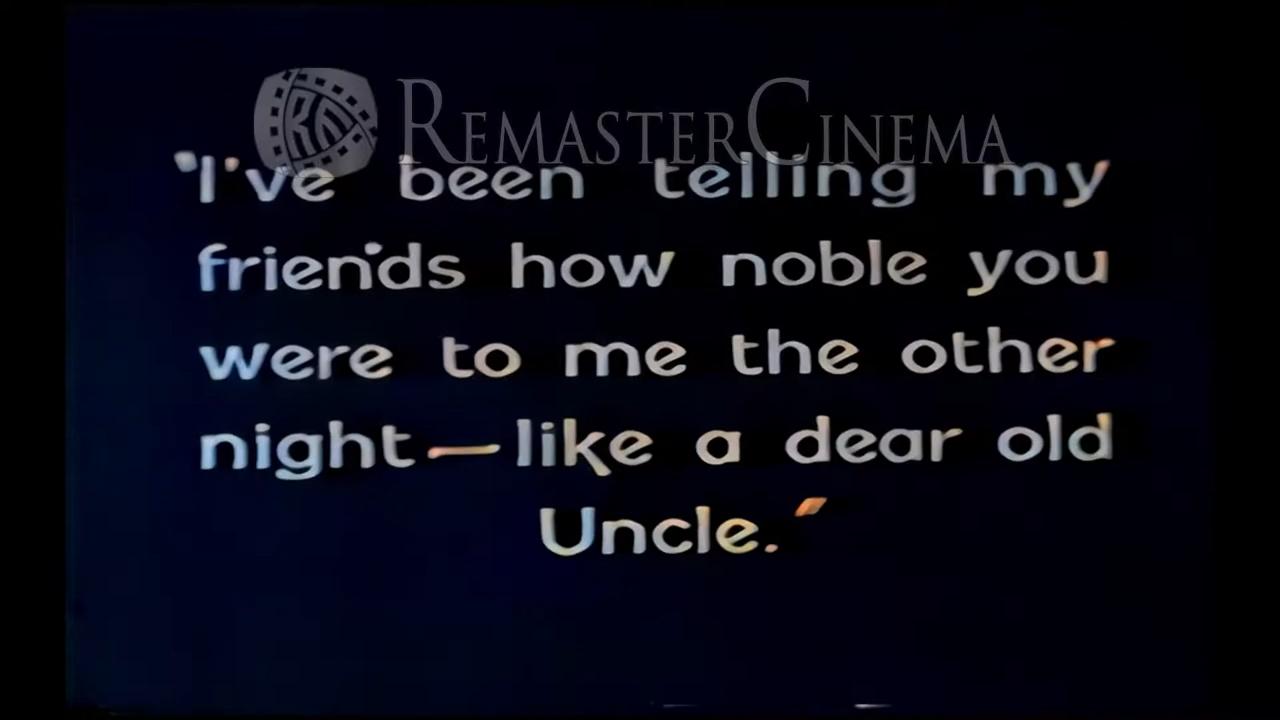 REMASTERCINEMA
"I've been telling my
friends how noble you
were to me the other
night—like a dear old
Uncle."